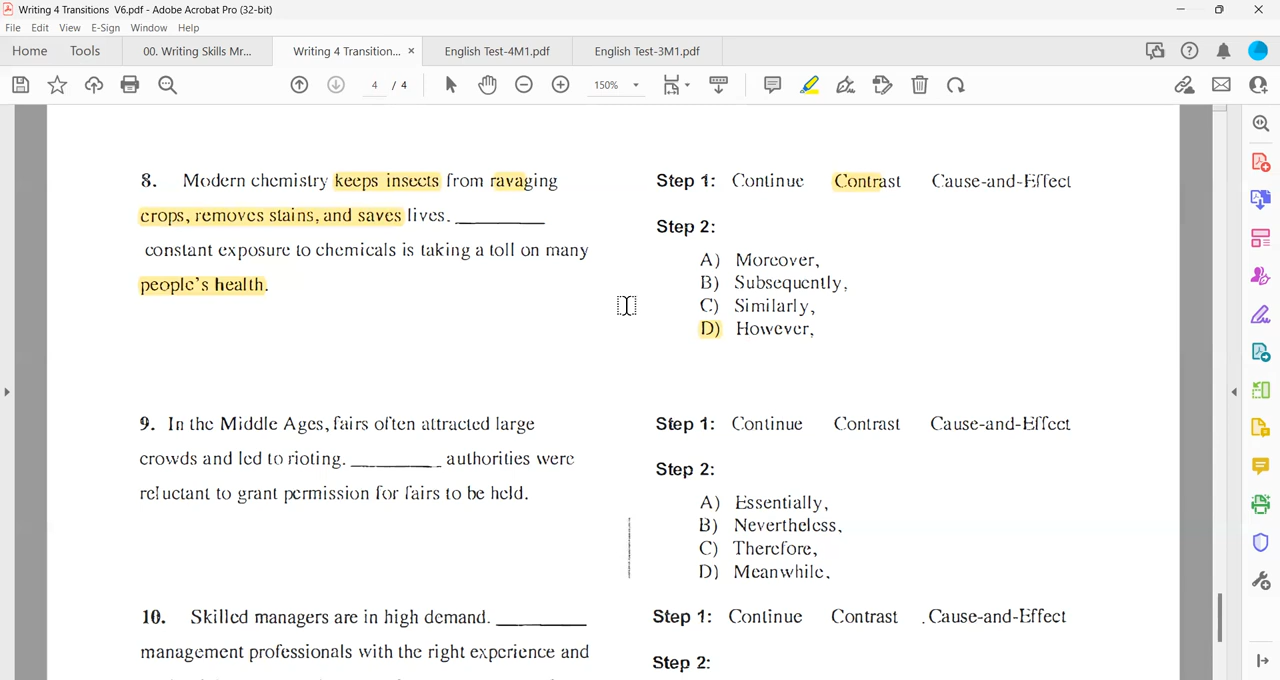 Writing 4 Transitions V6.pdf - Adobe Acrobat Pro (32-bit)
File Edit View E-Sign Window Help
Home Tools 00. Writing Skills Mr... Writing 4 Transition... × English Test-4M1.pdf English Test-3M1.pdf
4 / 4 150%
8. Modern chemistry keeps insects from ravaging
crops, removes stains, and saves lives. ________
constant exposure to chemicals is taking a toll on many
people's health.
Step 1: Continue Contrast Cause-and-Effect
Step 2:
A) Moreover,
B) Subsequently,
C) Similarly,
D) However,
9. In the Middle Ages, fairs often attracted large
crowds and led to rioting. ________ authorities were
reluctant to grant permission for fairs to be held.
Step 1: Continue Contrast Cause-and-Effect
Step 2:
A) Essentially,
B) Nevertheless,
C) Therefore,
D) Meanwhile,
10. Skilled managers are in high demand. ________
management professionals with the right experience and
Step 1: Continue Contrast Cause-and-Effect
Step 2: